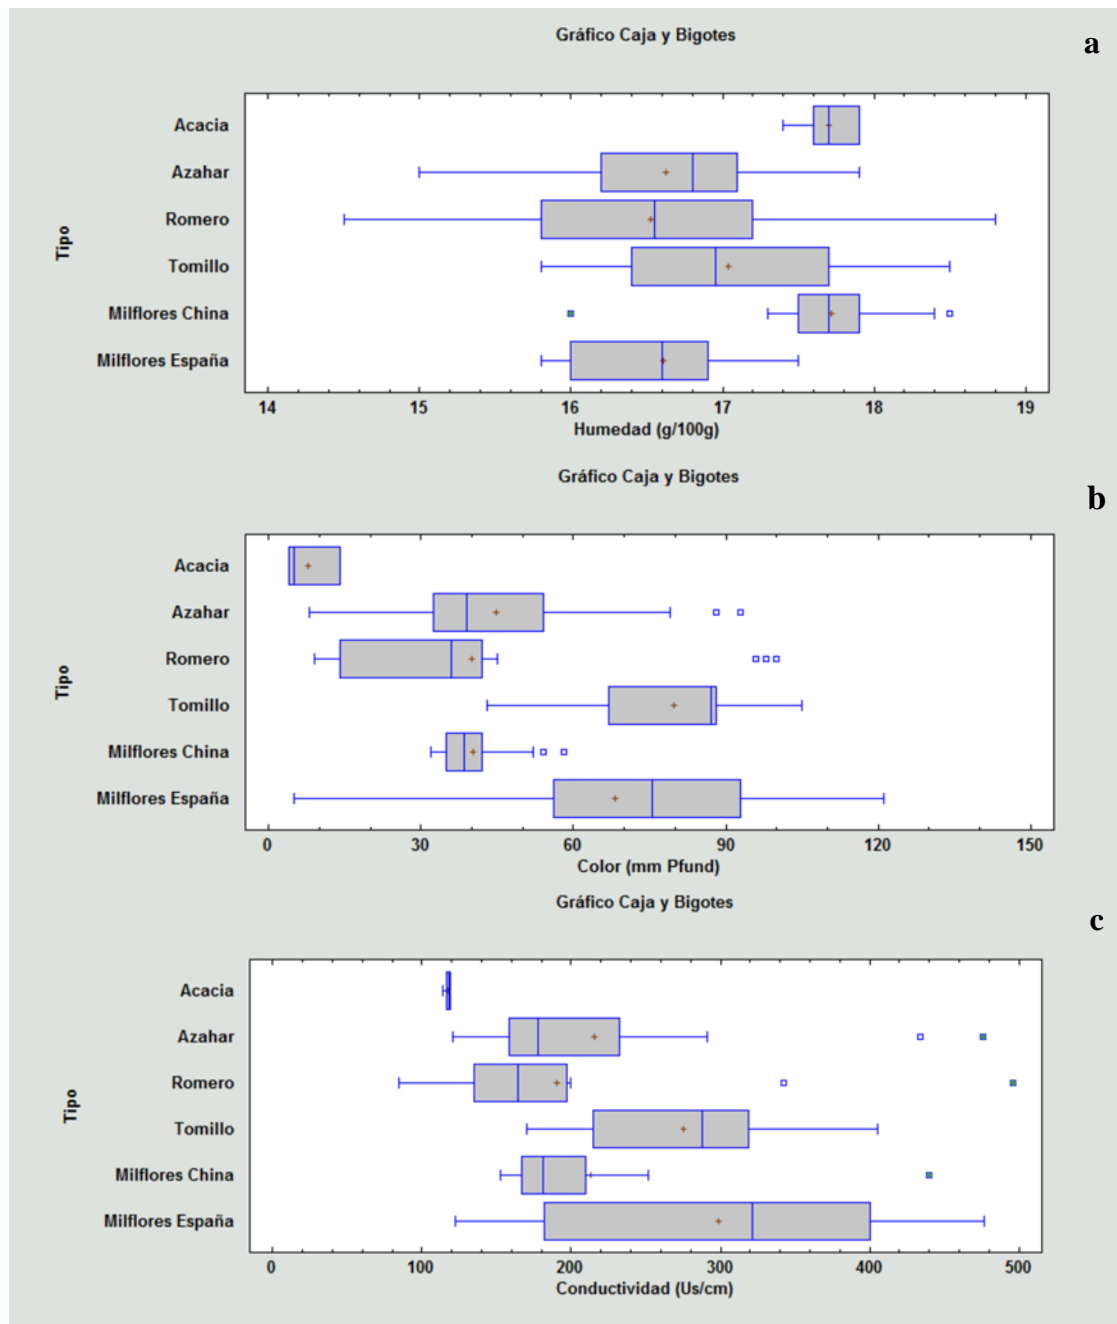 Gráfico Caja y Bigotes
a
Acacia
Azahar
Romero
Tomillo
Milflores China
Milflores España
Tipo
14 15 16 17 18 19
Humedad (g/100g)
Gráfico Caja y Bigotes
b
Acacia
Azahar
Romero
Tomillo
Milflores China
Milflores España
Tipo
0 30 60 90 120 150
Color (mm Pfund)
Gráfico Caja y Bigotes
c
Acacia
Azahar
Romero
Tomillo
Milflores China
Milflores España
Tipo
0 100 200 300 400 500
Conductividad (Us/cm)